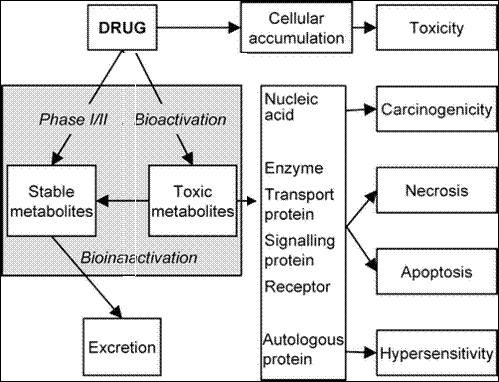 DRUG
Cellular
accumulation
Toxicity
Phase I/II
Bioactivation
Stable
metabolites
Toxic
metabolites
Bioinaactivation
Excretion
Nucleic
acid
Enzyme
Transport
protein
Signalling
protein
Receptor
Autologous
protein
Carcinogenicity
Necrosis
Apoptosis
Hypersensitivity